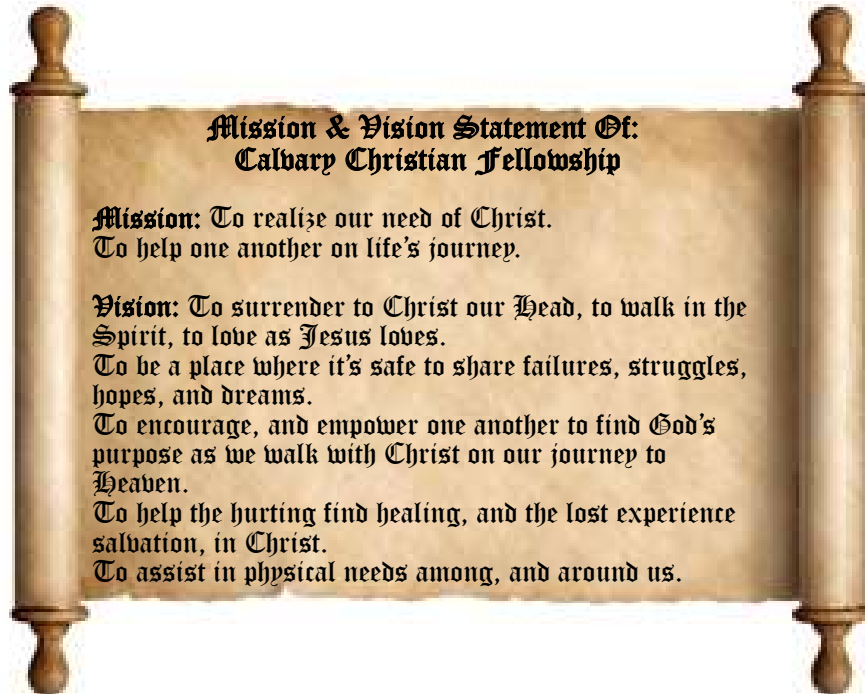 Mission & Vision Statement Of:
Calvary Christian Fellowship
Mission: To realize our need of Christ.
To help one another on life's journey.
Vision: To surrender to Christ our Head, to walk in the
Spirit, to love as Jesus loves.
To be a place where it's safe to share failures, struggles,
hopes, and dreams.
To encourage, and empower one another to find God's
purpose as we walk with Christ on our journey to
Heaven.
To help the hurting find healing, and the lost experience
salvation, in Christ.
To assist in physical needs among, and around us.